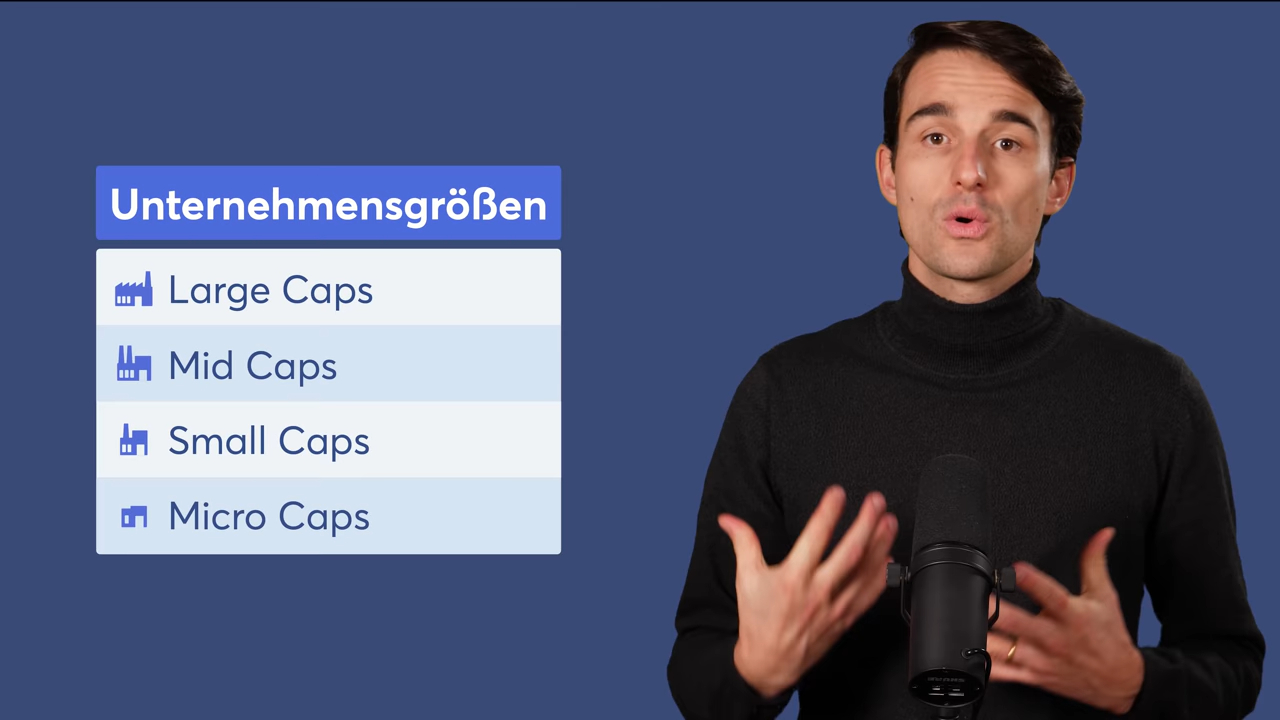 Unternehmensgrößen
Large Caps
Mid Caps
Small Caps
Micro Caps